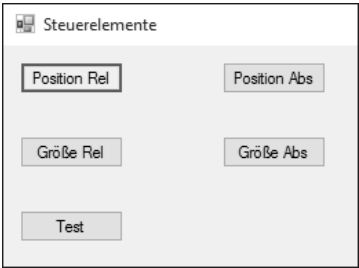 Steuerelemente
Position Rel
Position Abs
Größe Rel
Größe Abs
Test